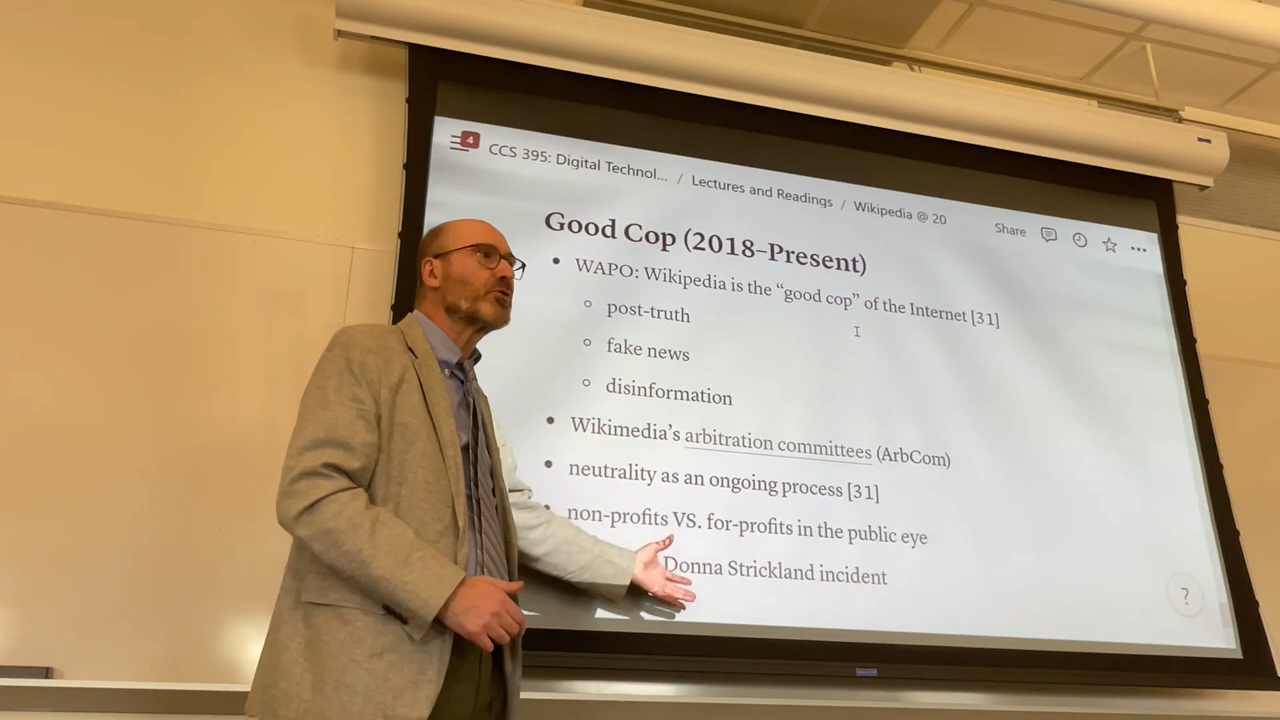 4
CCS 395: Digital Technol... / Lectures and Readings / Wikipedia @ 20
Share
Good Cop (2018–Present)
• WAPO: Wikipedia is the “good cop” of the Internet [31]
◦ post-truth
◦ fake news
◦ disinformation
• Wikimedia’s arbitration committees (ArbCom)
• neutrality as an ongoing process [31]
• non-profits VS. for-profits in the public eye
Donna Strickland incident
?